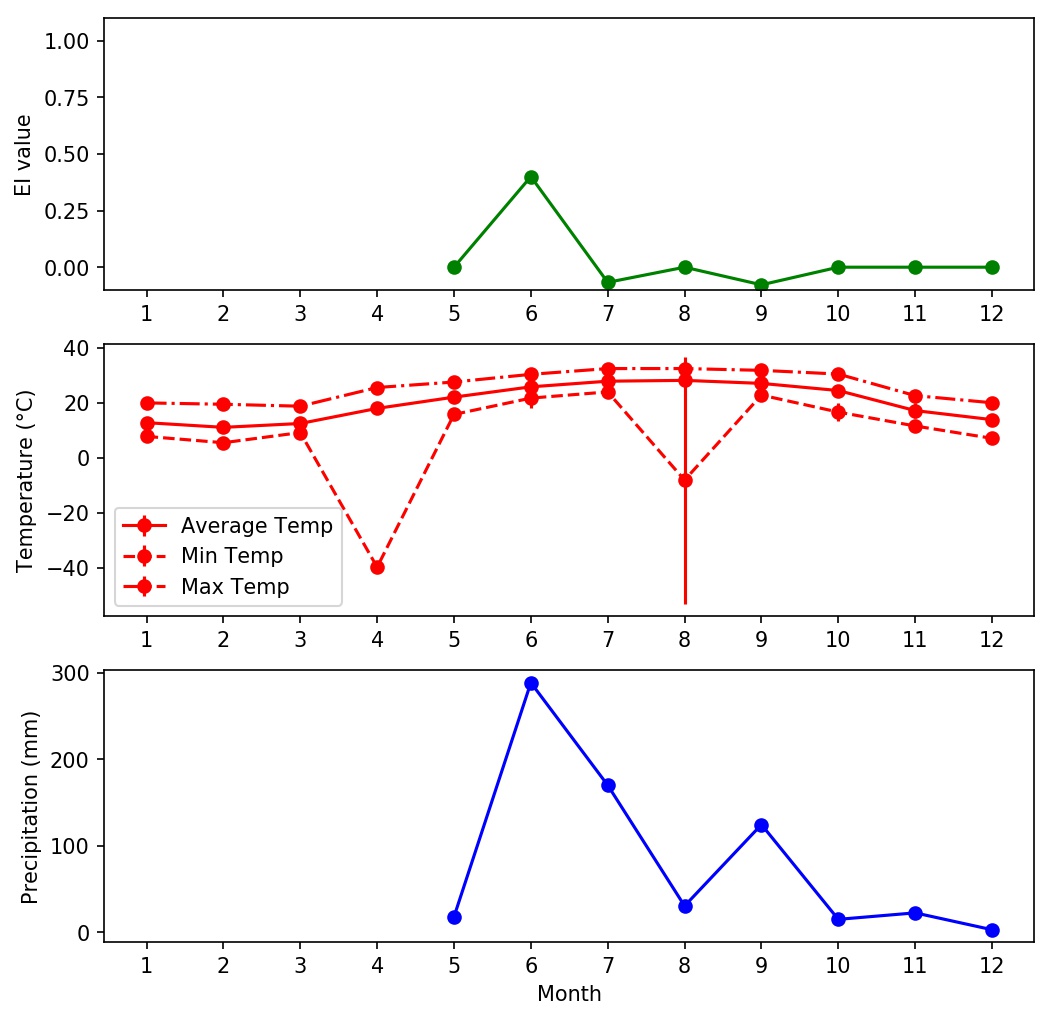 1.00
0.75
0.50
0.25
0.00
EI value
1 2 3 4 5 6 7 8 9 10 11 12
40
20
0
−20
−40
Temperature (°C)
Average Temp
Min Temp
Max Temp
1 2 3 4 5 6 7 8 9 10 11 12
300
200
100
0
Precipitation (mm)
1 2 3 4 5 6 7 8 9 10 11 12
Month